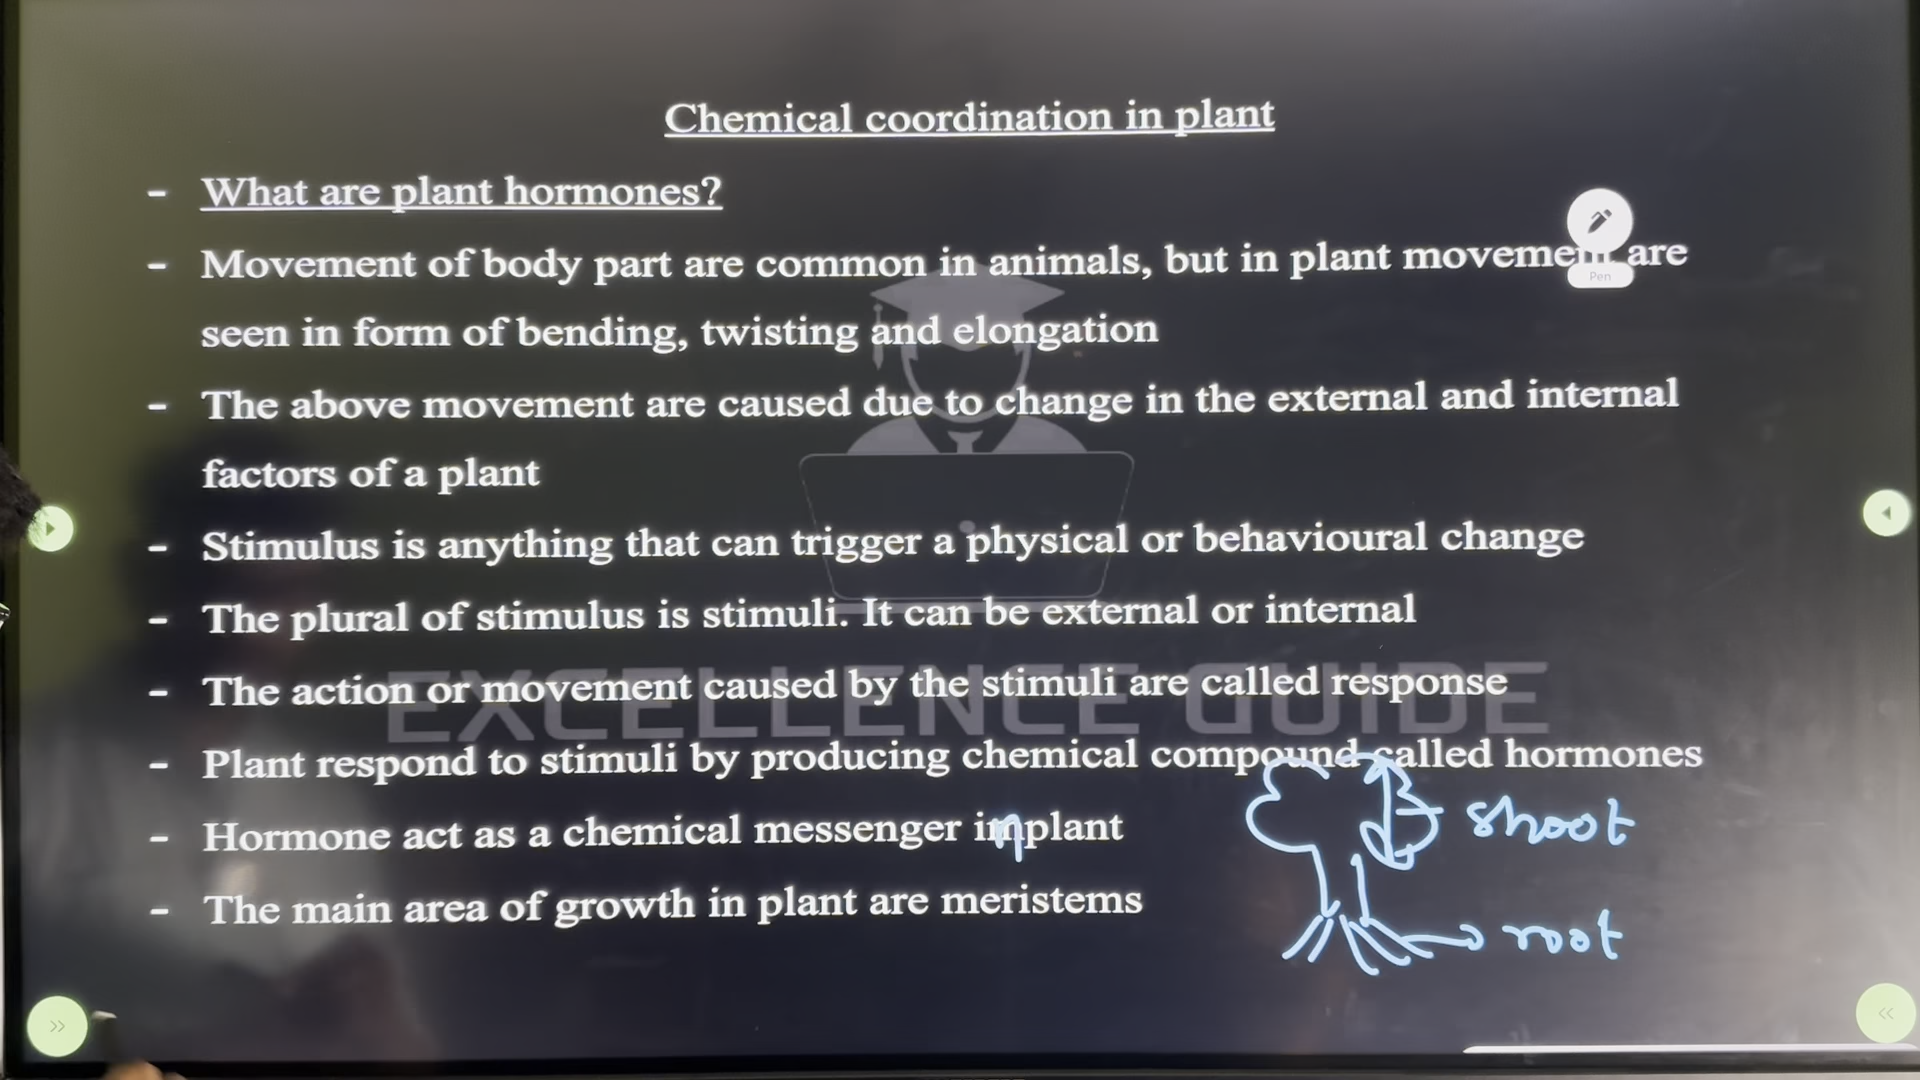 Chemical coordination in plant
- What are plant hormones?
- Movement of body part are common in animals, but in plant movement are
Pen
seen in form of bending, twisting and elongation
- The above movement are caused due to change in the external and internal
factors of a plant
- Stimulus is anything that can trigger a physical or behavioural change
- The plural of stimulus is stimuli. It can be external or internal
EXCELLENCE GUIDE
- The action or movement caused by the stimuli are called response
- Plant respond to stimuli by producing chemical compound called hormones
- Hormone act as a chemical messenger in plant
shoot
- The main area of growth in plant are meristems
root